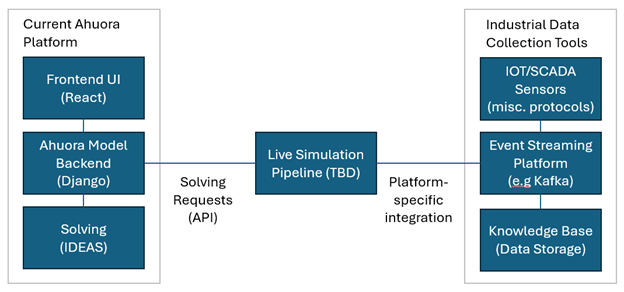 Current Ahuora
Platform
Frontend UI
(React)
Ahuora Model
Backend
(Django)
Solving
(IDEAS)
Solving
Requests
(API)
Live Simulation
Pipeline (TBD)
Platform-
specific
integration
Industrial Data
Collection Tools
IOT/SCADA
Sensors
(misc. protocols)
Event Streaming
Platform
(e.g Kafka)
Knowledge Base
(Data Storage)